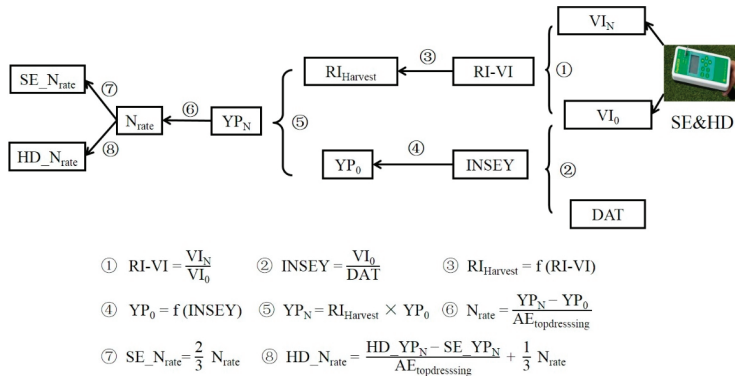 VI_N
③
SE_N_rate
RI_Harvest
RI-VI
①
⑦
⑥
N_rate
YP_N
⑤
VI_0
SE&HD
⑧
④
HD_N_rate
YP_0
INSEY
②
DAT
① RI-VI = VI_N / VI_0 ② INSEY = VI_0 / DAT ③ RI_Harvest = f (RI-VI)
④ YP_0 = f (INSEY) ⑤ YP_N = RI_Harvest × YP_0 ⑥ N_rate = YP_N − YP_0 / AE_topdresssing
⑦ SE_N_rate = 2/3 N_rate ⑧ HD_N_rate = HD_YP_N − SE_YP_N / AE_topdresssing + 1/3 N_rate